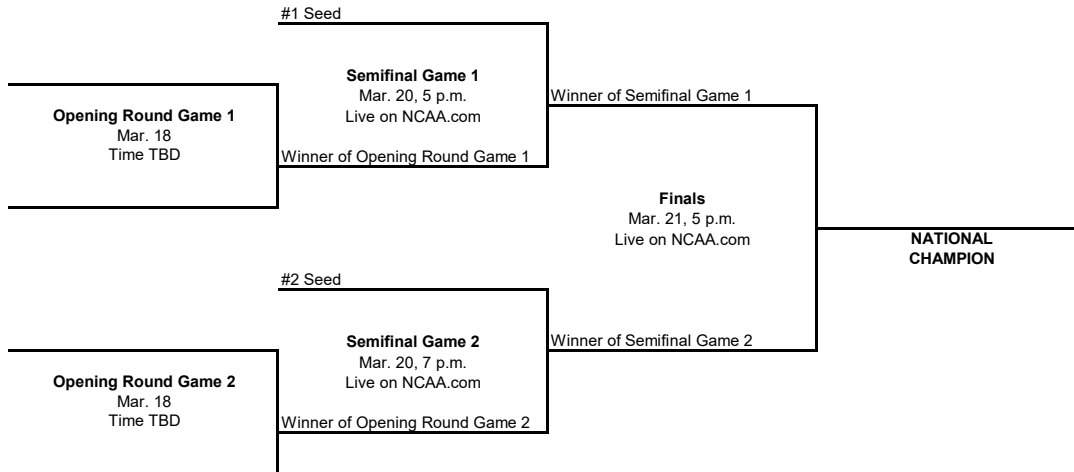 #1 Seed
Semifinal Game 1
Mar. 20, 5 p.m.
Live on NCAA.com
Winner of Semifinal Game 1
Opening Round Game 1
Mar. 18
Time TBD
Winner of Opening Round Game 1
Finals
Mar. 21, 5 p.m.
Live on NCAA.com
NATIONAL
CHAMPION
#2 Seed
Semifinal Game 2
Mar. 20, 7 p.m.
Live on NCAA.com
Winner of Semifinal Game 2
Opening Round Game 2
Mar. 18
Time TBD
Winner of Opening Round Game 2